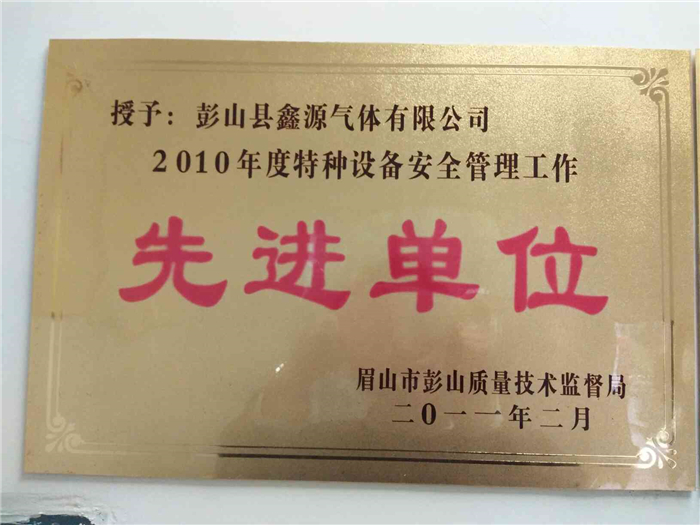 授予：彭山县鑫源气体有限公司
2010年度特种设备安全管理工作
先进单位
眉山市彭山质量技术监督局
二0一一年二月